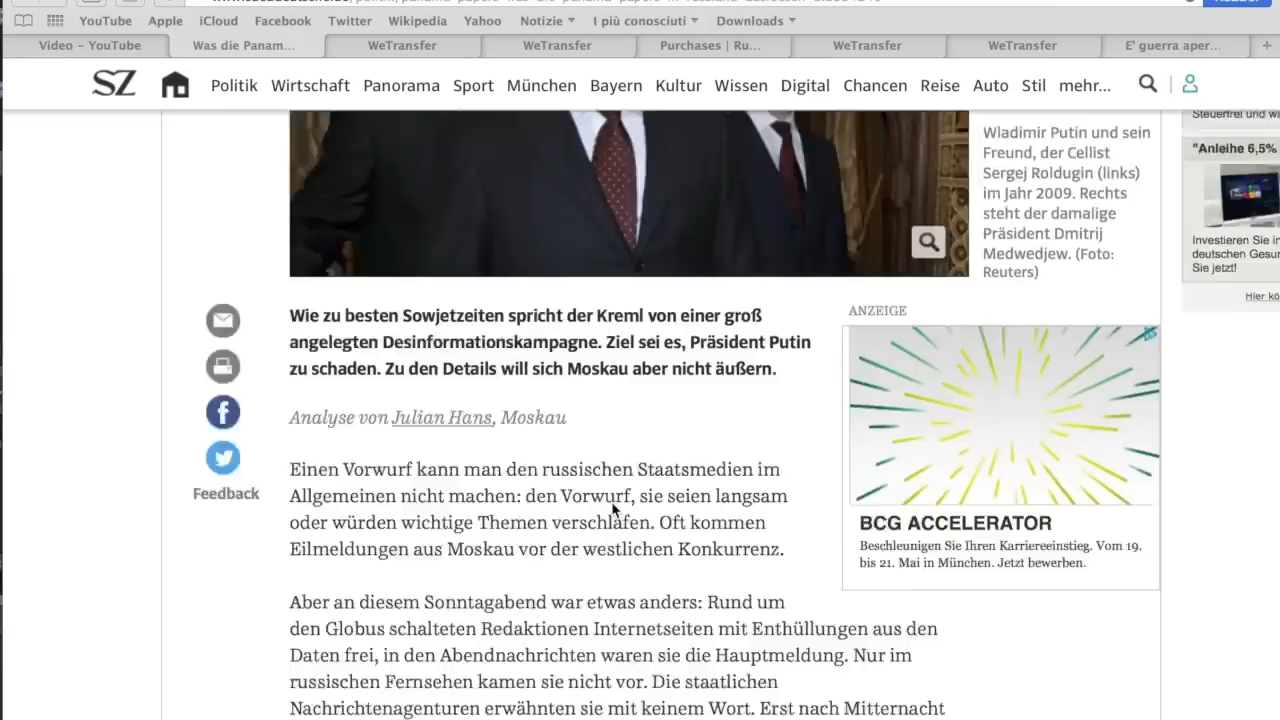 YouTube Apple iCloud Facebook Twitter Wikipedia Yahoo Notizie I più conosciuti Downloads
Video – YouTube Was die Panam... WeTransfer WeTransfer Purchases | Ru... WeTransfer WeTransfer E' guerra aper... +
SZ Politik Wirtschaft Panorama Sport München Bayern Kultur Wissen Digital Chancen Reise Auto Stil mehr...
Wladimir Putin und sein
Freund, der Cellist
Sergej Roldugin (links)
im Jahr 2009. Rechts
steht der damalige
Präsident Dmitrij
Medwedjew. (Foto:
Reuters)
"Anleihe 6,5%
Investieren Sie in
deutschen Gesun
Sie jetzt!
Hier kö
Wie zu besten Sowjetzeiten spricht der Kreml von einer groß
angelegten Desinformationskampagne. Ziel sei es, Präsident Putin
zu schaden. Zu den Details will sich Moskau aber nicht äußern.
Analyse von Julian Hans, Moskau
Feedback
Einen Vorwurf kann man den russischen Staatsmedien im
Allgemeinen nicht machen: den Vorwurf, sie seien langsam
oder würden wichtige Themen verschlafen. Oft kommen
Eilmeldungen aus Moskau vor der westlichen Konkurrenz.
ANZEIGE
BCG ACCELERATOR
Beschleunigen Sie Ihren Karriereeinstieg. Vom 19.
bis 21. Mai in München. Jetzt bewerben.
Aber an diesem Sonntagabend war etwas anders: Rund um
den Globus schalteten Redaktionen Internetseiten mit Enthüllungen aus den
Daten frei, in den Abendnachrichten waren sie die Hauptmeldung. Nur im
russischen Fernsehen kamen sie nicht vor. Die staatlichen
Nachrichtenagenturen erwähnten sie mit keinem Wort. Erst nach Mitternacht